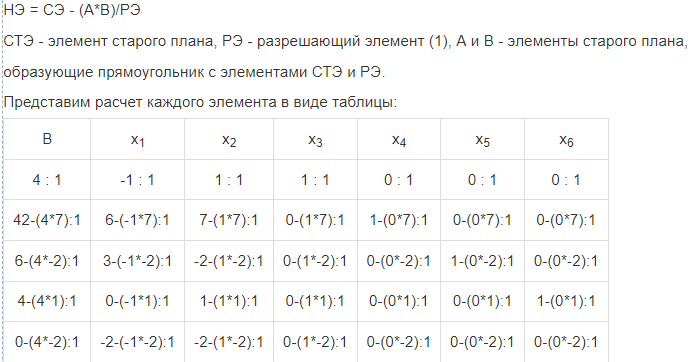 НЭ = СЭ - (А*В)/РЭ
СТЭ - элемент старого плана, РЭ - разрешающий элемент (1), А и В - элементы старого плана,
образующие прямоугольник с элементами СТЭ и РЭ.
Представим расчет каждого элемента в виде таблицы:
B x1 x2 x3 x4 x5 x6
4 : 1 -1 : 1 1 : 1 1 : 1 0 : 1 0 : 1 0 : 1
42-(4*7):1 6-(-1*7):1 7-(1*7):1 0-(1*7):1 1-(0*7):1 0-(0*7):1 0-(0*7):1
6-(4*-2):1 3-(-1*-2):1 -2-(1*-2):1 0-(1*-2):1 0-(0*-2):1 1-(0*-2):1 0-(0*-2):1
4-(4*1):1 0-(-1*1):1 1-(1*1):1 0-(1*1):1 0-(0*1):1 0-(0*1):1 1-(0*1):1
0-(4*-2):1 -2-(-1*-2):1 -2-(1*-2):1 0-(1*-2):1 0-(0*-2):1 0-(0*-2):1 0-(0*-2):1